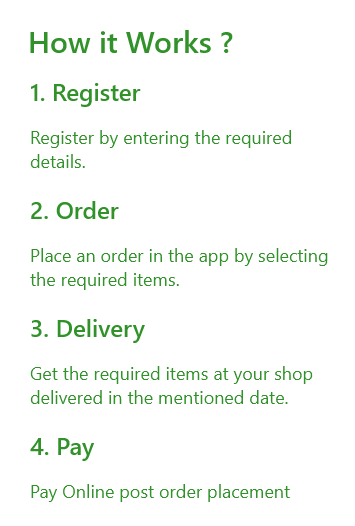 How it Works ?
1. Register
Register by entering the required
details.
2. Order
Place an order in the app by selecting
the required items.
3. Delivery
Get the required items at your shop
delivered in the mentioned date.
4. Pay
Pay Online post order placement